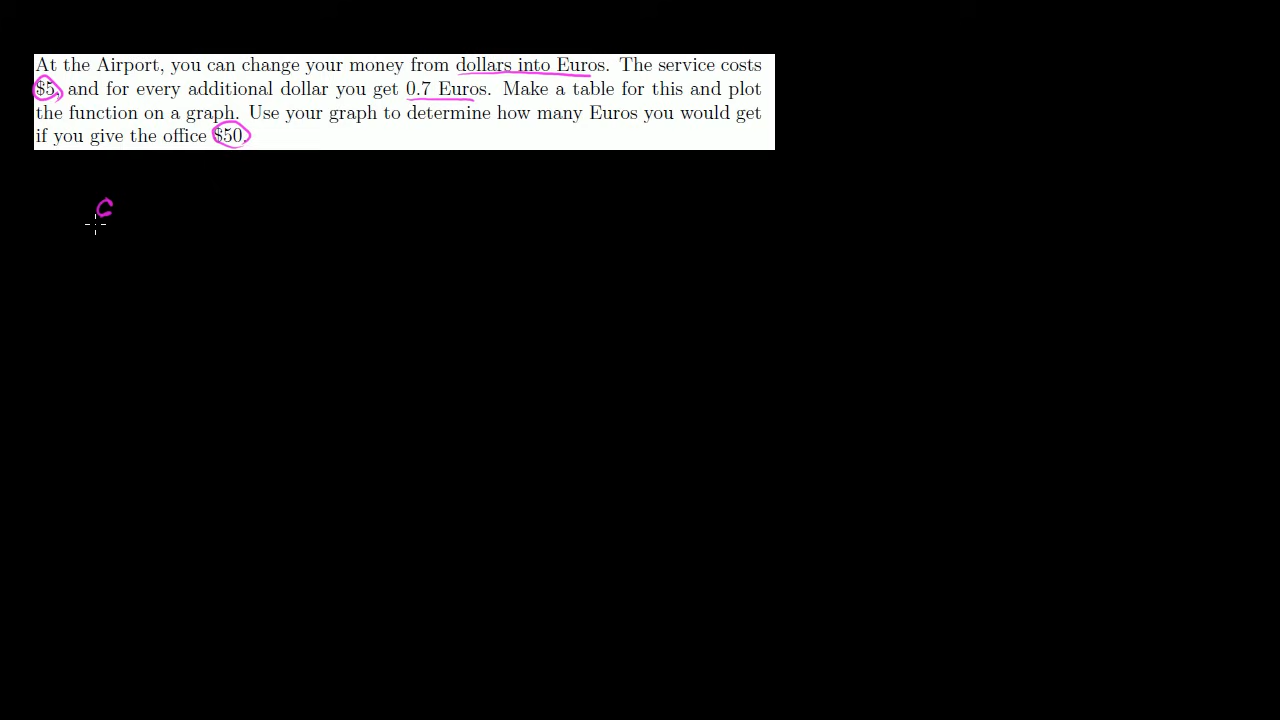 At the Airport, you can change your money from dollars into Euros. The service costs
$5, and for every additional dollar you get 0.7 Euros. Make a table for this and plot
the function on a graph. Use your graph to determine how many Euros you would get
if you give the office $50.